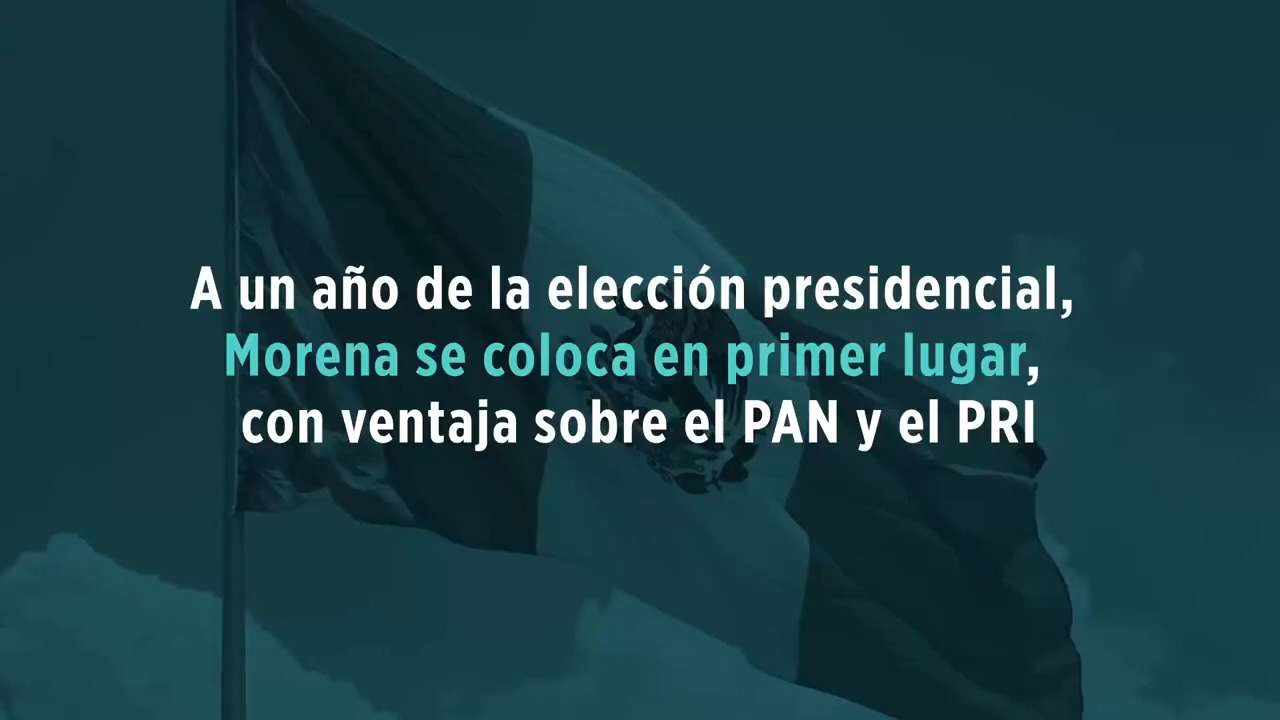 A un año de la elección presidencial,
Morena se coloca en primer lugar,
con ventaja sobre el PAN y el PRI